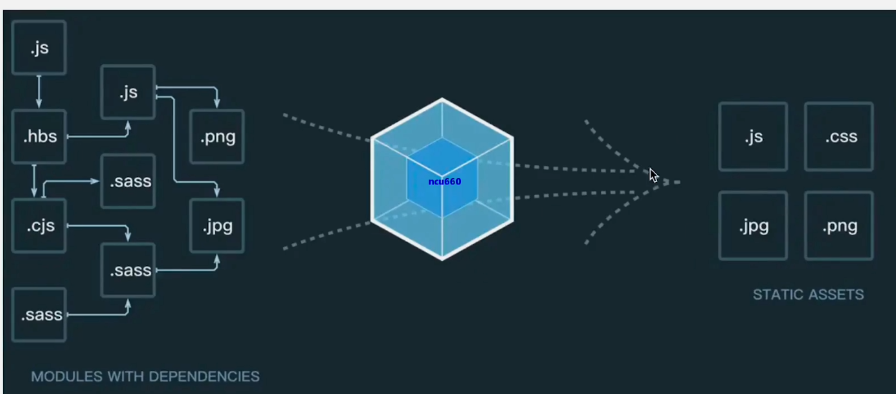 .js
.js
.hbs
.png
.sass
.cjs
.jpg
.sass
.sass
MODULES WITH DEPENDENCIES
ncu660
.js
.css
.jpg
.png
STATIC ASSETS